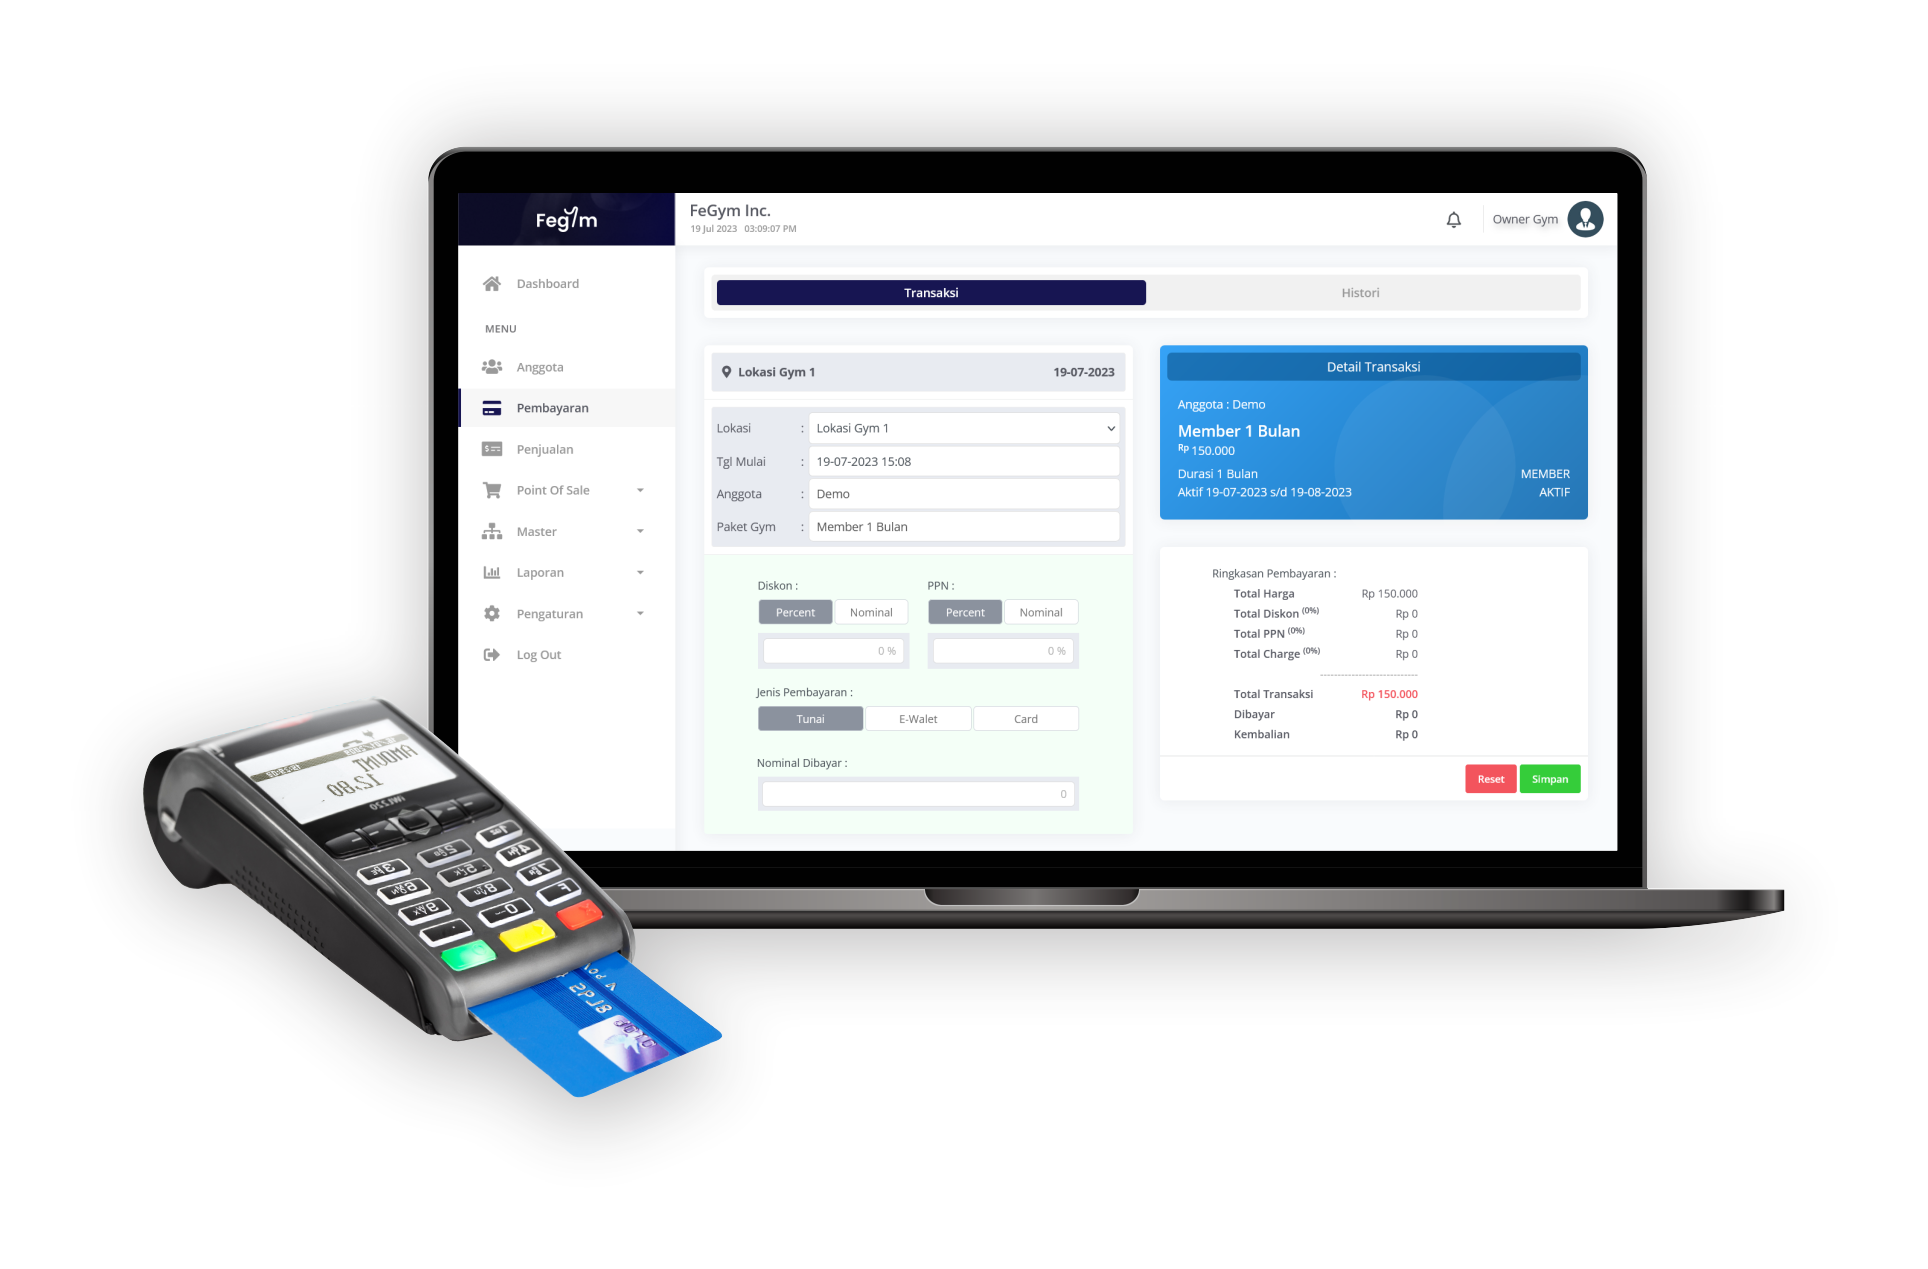 Fegym
FeGym Inc.
19 Jul 2023 03:09:07 PM
Owner Gym
Dashboard
MENU
Anggota
Pembayaran
Penjualan
Point Of Sale
Master
Laporan
Pengaturan
Log Out
Transaksi
Histori
Lokasi Gym 1
19-07-2023
Lokasi : Lokasi Gym 1
Tgl Mulai : 19-07-2023 15:08
Anggota : Demo
Paket Gym : Member 1 Bulan
Diskon :
PPN :
Percent Nominal
Percent Nominal
0 %
0 %
Jenis Pembayaran :
Tunai E-Walet Card
Nominal Dibayar :
0
Detail Transaksi
Anggota : Demo
Member 1 Bulan
Rp 150.000
Durasi 1 Bulan MEMBER
Aktif 19-07-2023 s/d 19-08-2023 AKTIF
Ringkasan Pembayaran :
Total Harga Rp 150.000
Total Diskon (0%) Rp 0
Total PPN (0%) Rp 0
Total Charge (0%) Rp 0
----------------------------
Total Transaksi Rp 150.000
Dibayar Rp 0
Kembalian Rp 0
Reset Simpan
AMOUNT
12,80